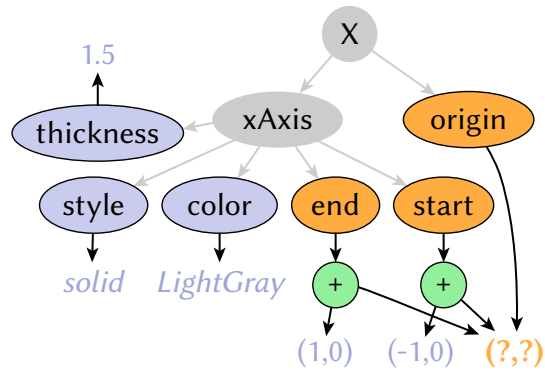 X
1.5
thickness xAxis origin
style color end start
solid LightGray + +
(1,0) (-1,0) (?,?)